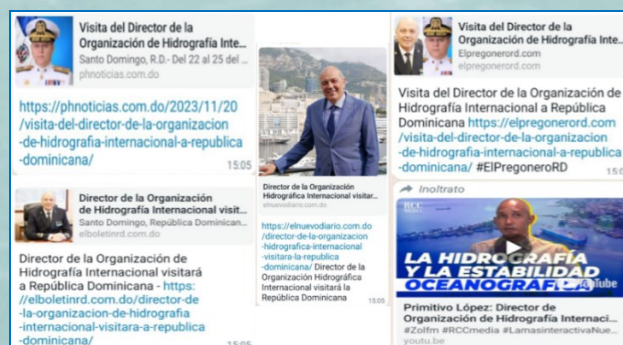 Visita del Director de la
Organización de Hidrografía Inte...
Santo Domingo, R.D.- Del 22 al 25 del ...
phnoticias.com.do
https://phnoticias.com.do/2023/11/20
/visita-del-director-de-la-organizacion
-de-hidrografia-internacional-a-republica
-dominicana/
15:05
Director de la Organización
de Hidrografía Internacional visit...
Santo Domingo, República Dominican...
elboletinrd.com.do
Director de la Organización de
Hidrografía Internacional visitará
a República Dominicana - https:
//elboletinrd.com.do/director-de
-la-organizacion-de-hidrografia
-internacional-visitara-a-republica
-dominicana/
15:05
Director de la Organización
Hidrográfica Internacional visitar...
elnuevodiario.com.do
https://elnuevodiario.com.do
/director-de-la-organizacion
-hidrografica-internacional
-visitara-la-republica
-dominicana/ Director de la
Organización Hidrográfica
Internacional visitará la
República Dominicana
15:05
Visita del Director de la
Organización de Hidrografía Inte...
Elpregonerord.com
elpregonerord.com
Visita del Director de la Organización de
Hidrografía Internacional a República
Dominicana https://elpregonerord.com
/visita-del-director-de-la-organizacion
-de-hidrografia-internacional-a-republica
-dominicana/ #ElPregoneroRD
Inoltrato
RCC
MEDIA
LA HIDROGRAFÍA
Y LA ESTABILIDAD
OCEANOGRÁFICA
YouTube
Primitivo López: Director de
Organización de Hidrografía Internaci...
#Zolfm #RCCmedia #LamasinteractivaNue...
youtu.be